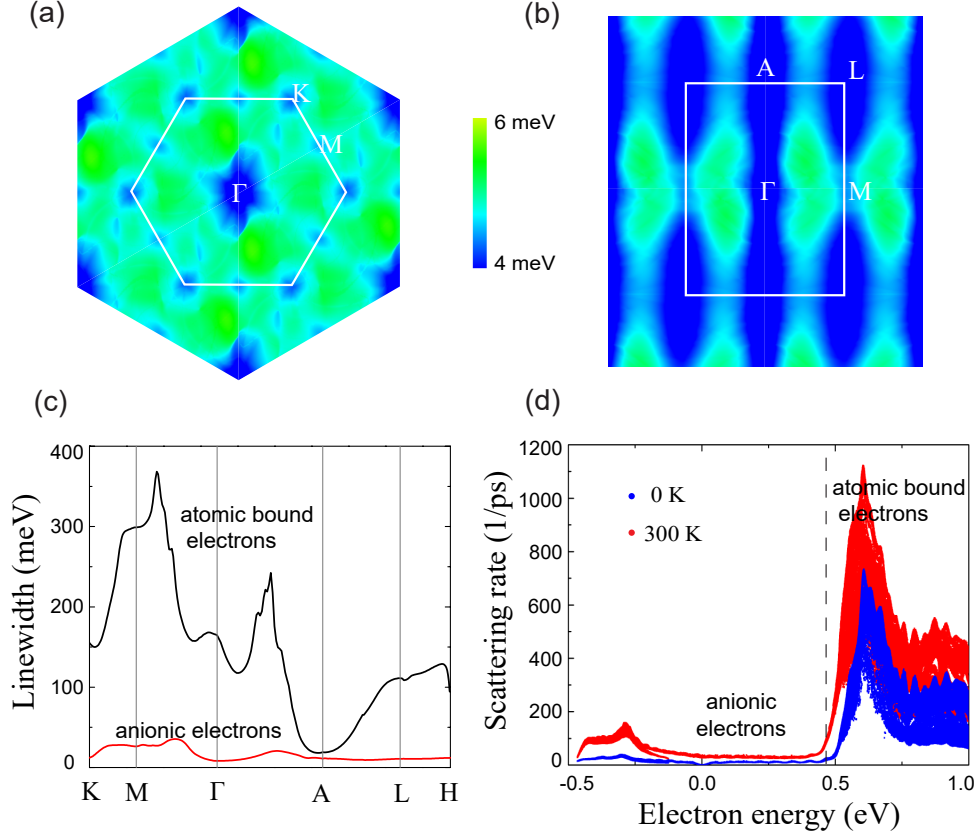 (a)
K
M
Γ
6 meV
4 meV
(b)
A
L
Γ
M
(c)
400
300
200
100
0
Linewidth (meV)
atomic bound
electrons
anionic electrons
K
M
Γ
A
L
H
(d)
1200
1000
800
600
400
200
0
Scattering rate (1/ps)
0 K
300 K
atomic bound
electrons
anionic
electrons
-0.5
0.0
0.5
1.0
Electron energy (eV)